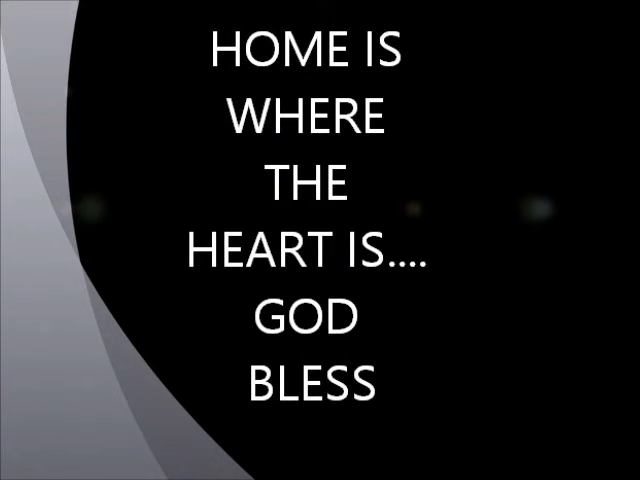 HOME IS
WHERE
THE
HEART IS....
GOD
BLESS